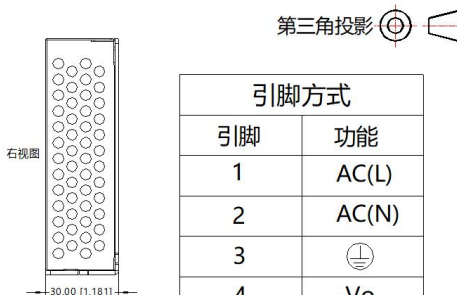 第三角投影
引脚方式
引脚 功能
1 AC(L)
2 AC(N)
3
右视图
4 Vo
30.00 [1.181]